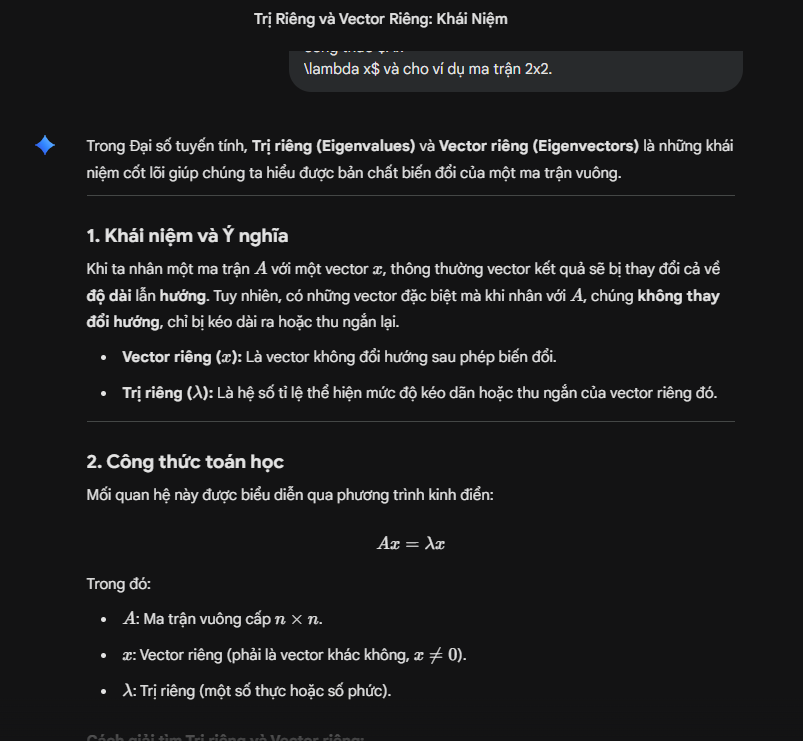 Trị Riêng và Vector Riêng: Khái Niệm
\lambda x$ và cho ví dụ ma trận 2x2.
Trong Đại số tuyến tính, Trị riêng (Eigenvalues) và Vector riêng (Eigenvectors) là những khái
niệm cốt lõi giúp chúng ta hiểu được bản chất biến đổi của một ma trận vuông.
1. Khái niệm và Ý nghĩa
Khi ta nhân một ma trận A với một vector x, thông thường vector kết quả sẽ bị thay đổi cả về
độ dài lẫn hướng. Tuy nhiên, có những vector đặc biệt mà khi nhân với A, chúng không thay
đổi hướng, chỉ bị kéo dài ra hoặc thu ngắn lại.
• Vector riêng (x): Là vector không đổi hướng sau phép biến đổi.
• Trị riêng (λ): Là hệ số tỉ lệ thể hiện mức độ kéo dãn hoặc thu ngắn của vector riêng đó.
2. Công thức toán học
Mối quan hệ này được biểu diễn qua phương trình kinh điển:
Ax = λx
Trong đó:
• A: Ma trận vuông cấp n × n.
• x: Vector riêng (phải là vector khác không, x ≠ 0).
• λ: Trị riêng (một số thực hoặc số phức).
Cách giải tìm Trị riêng và Vector riêng: